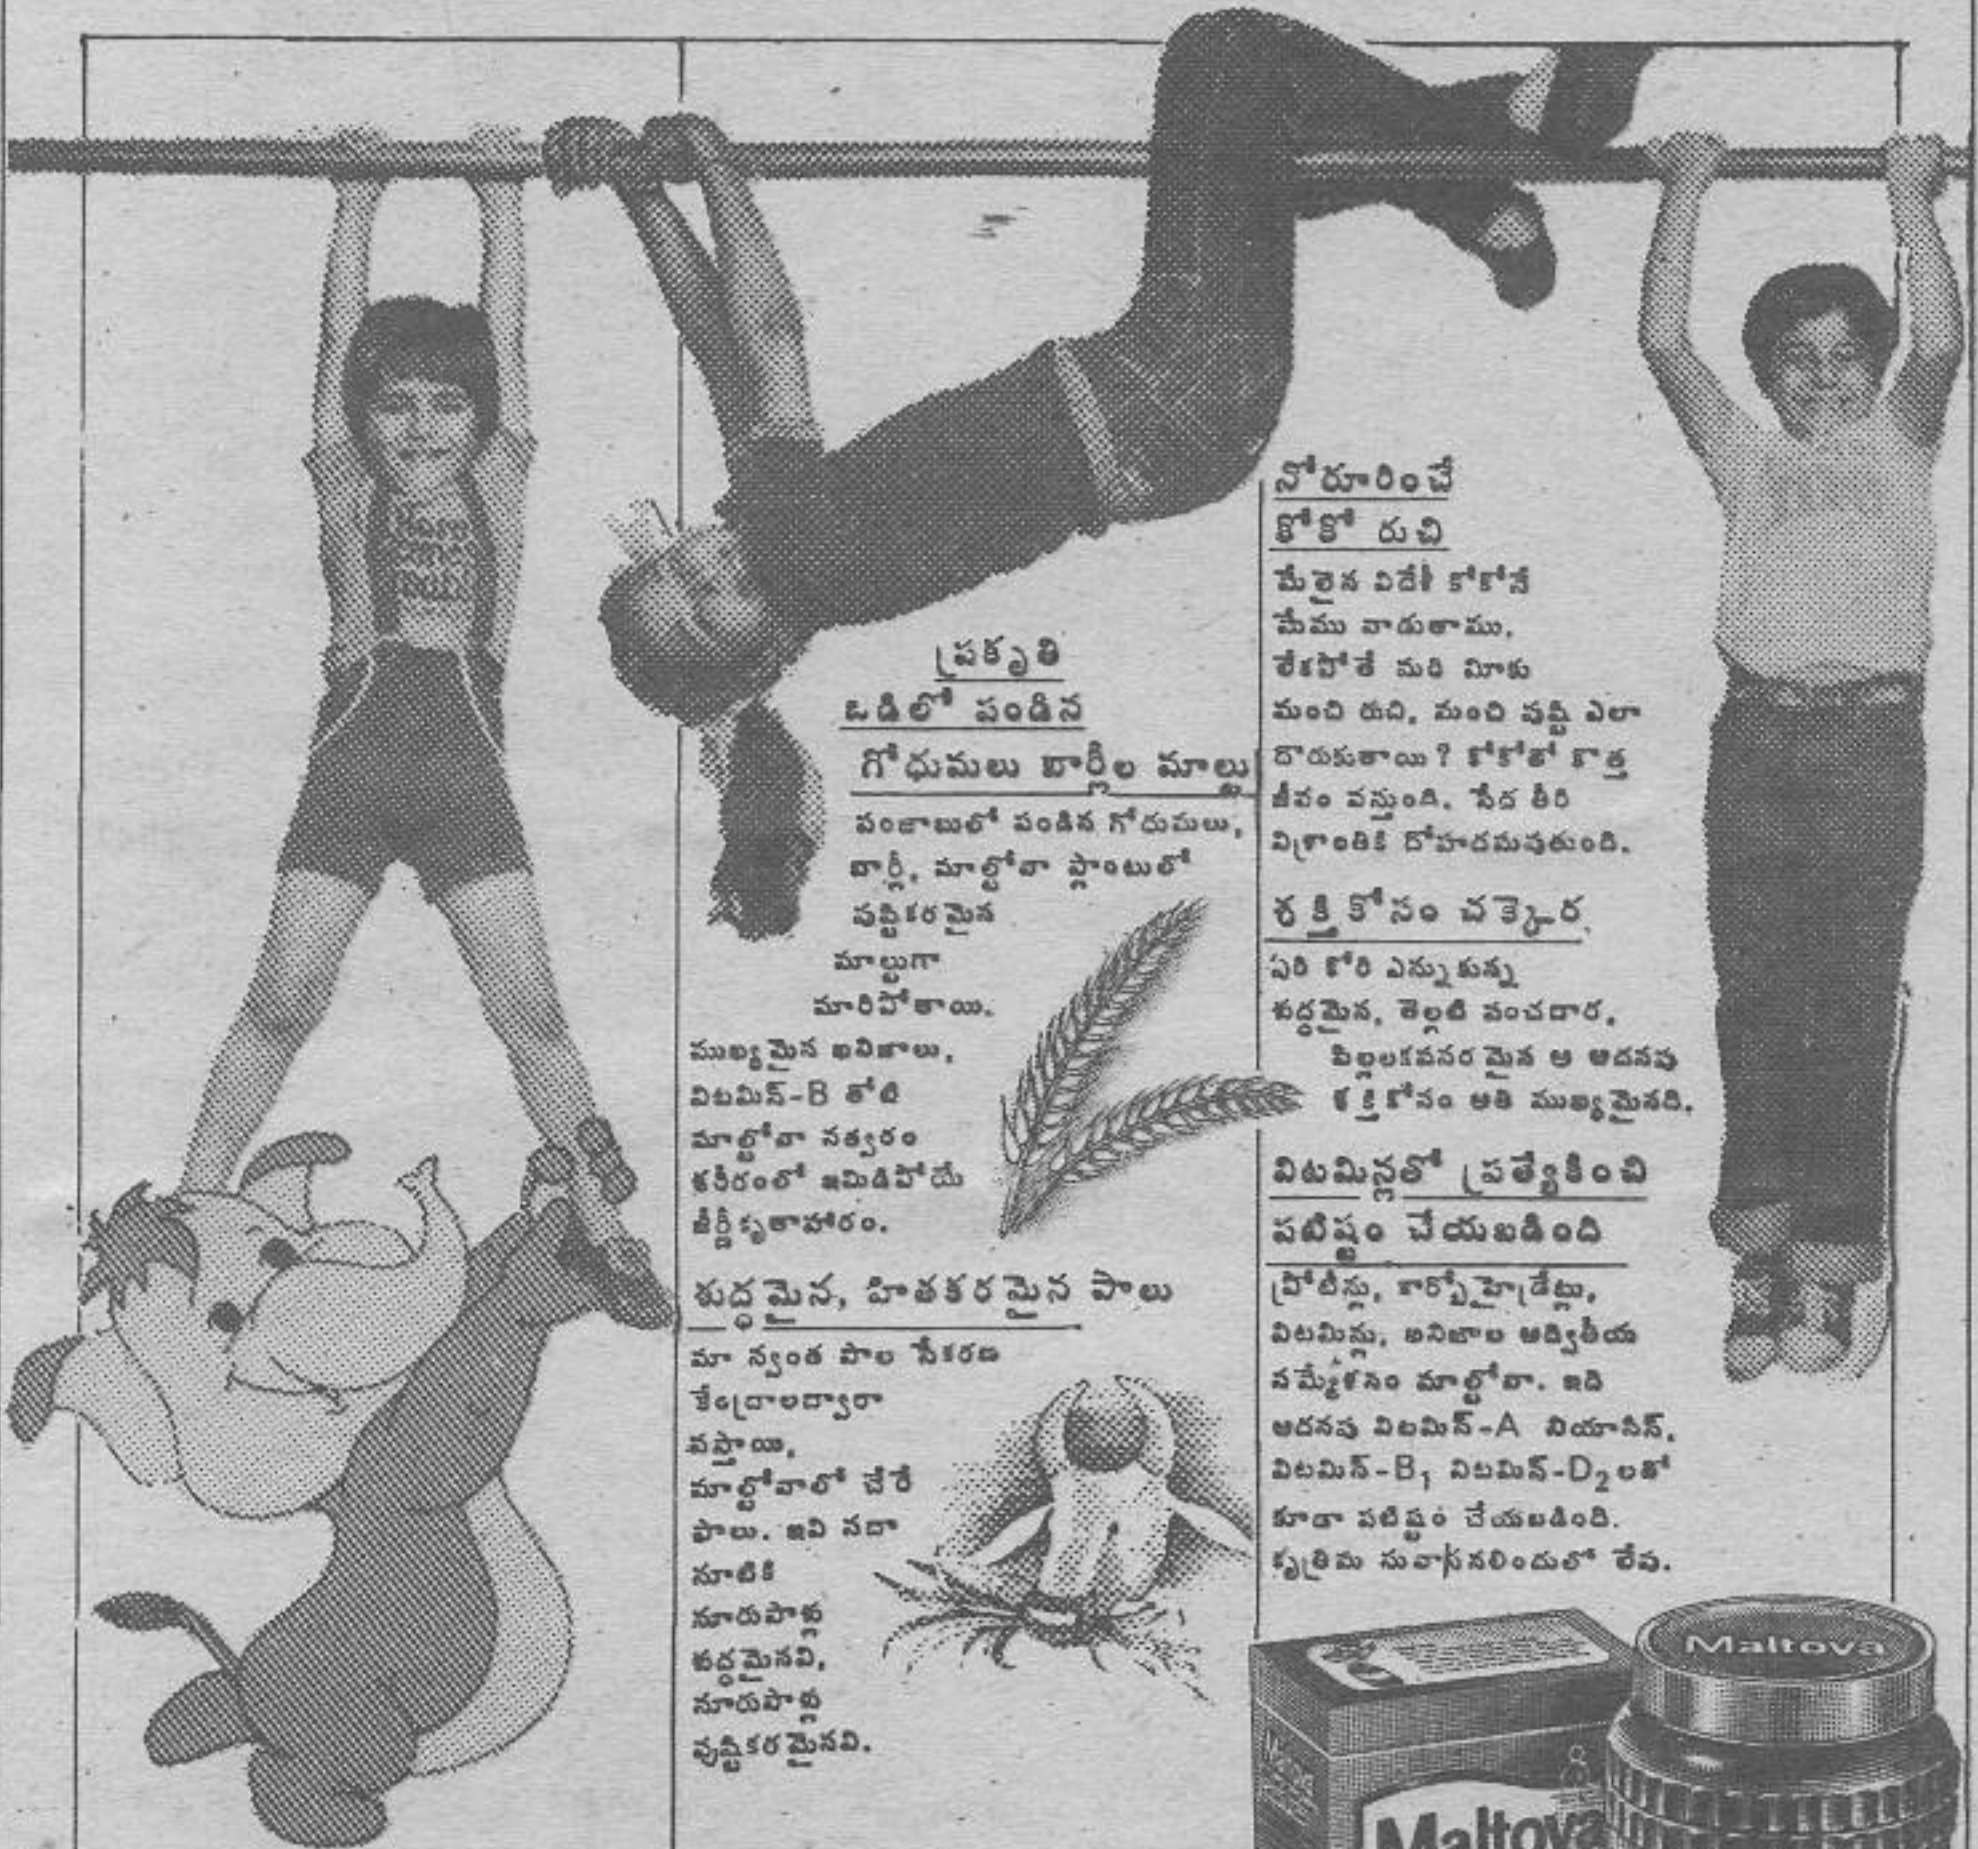 ప్రకృతి
ఒడిలో పండిన
గోధుమలు బార్లీల మాల్టు
పంజాబులో పండిన గోధుమలు,
బార్లీ, మాల్టోవా ప్లాంటులో
పుష్టికరమైన
మాల్టుగా
మారిపోతాయి.
ముఖ్యమైన ఖనిజాలు,
విటమిన్-B తోటి
మాల్టోవా సత్వరం
శరీరంలో ఇమిడిపోయే
జీర్ణీకృతాహారం.
శుద్ధమైన, హితకరమైన పాలు
మా స్వంత పాల సేకరణ
కేంద్రాలద్వారా
వస్తాయి,
మాల్టోవాలో చేరే
పాలు. ఇవి సదా
నూటికి
నూరుపాళ్లు
శుద్ధమైనవి,
నూరుపాళ్లు
పుష్టికరమైనవి.
నోరూరించే
కోకో రుచి
మేలైన విదేశీ కోకోనే
మేము వాడుతాము,
లేకపోతే మరి మీకు
మంచి రుచి, మంచి పుష్టి ఎలా
దొరుకుతాయి? కోకోతో కొత్త
జీవం వస్తుంది. సేద తీరి
విశ్రాంతికి దోహదమవుతుంది.
శక్తికోసం చక్కెర
ఏరి కోరి ఎన్నుకున్న
శుద్ధమైన, తెల్లటి పంచదార,
పిల్లలకవసరమైన ఆ అదనపు
శక్తికోసం అతి ముఖ్యమైనది.
విటమిన్లతో ప్రత్యేకించి
పటిష్టం చేయబడింది
ప్రోటీన్లు, కార్బోహైడ్రేట్లు,
విటమిన్లు, ఖనిజాల అద్వితీయ
సమ్మేళనం మాల్టోవా. ఇది
అదనపు విటమిన్-A నియాసిన్,
విటమిన్-B₁ విటమిన్-D₂ లతో
కూడా పటిష్టం చేయబడింది.
కృత్రిమ సువాసనలిందులో లేవు.
Maltova
Maltova